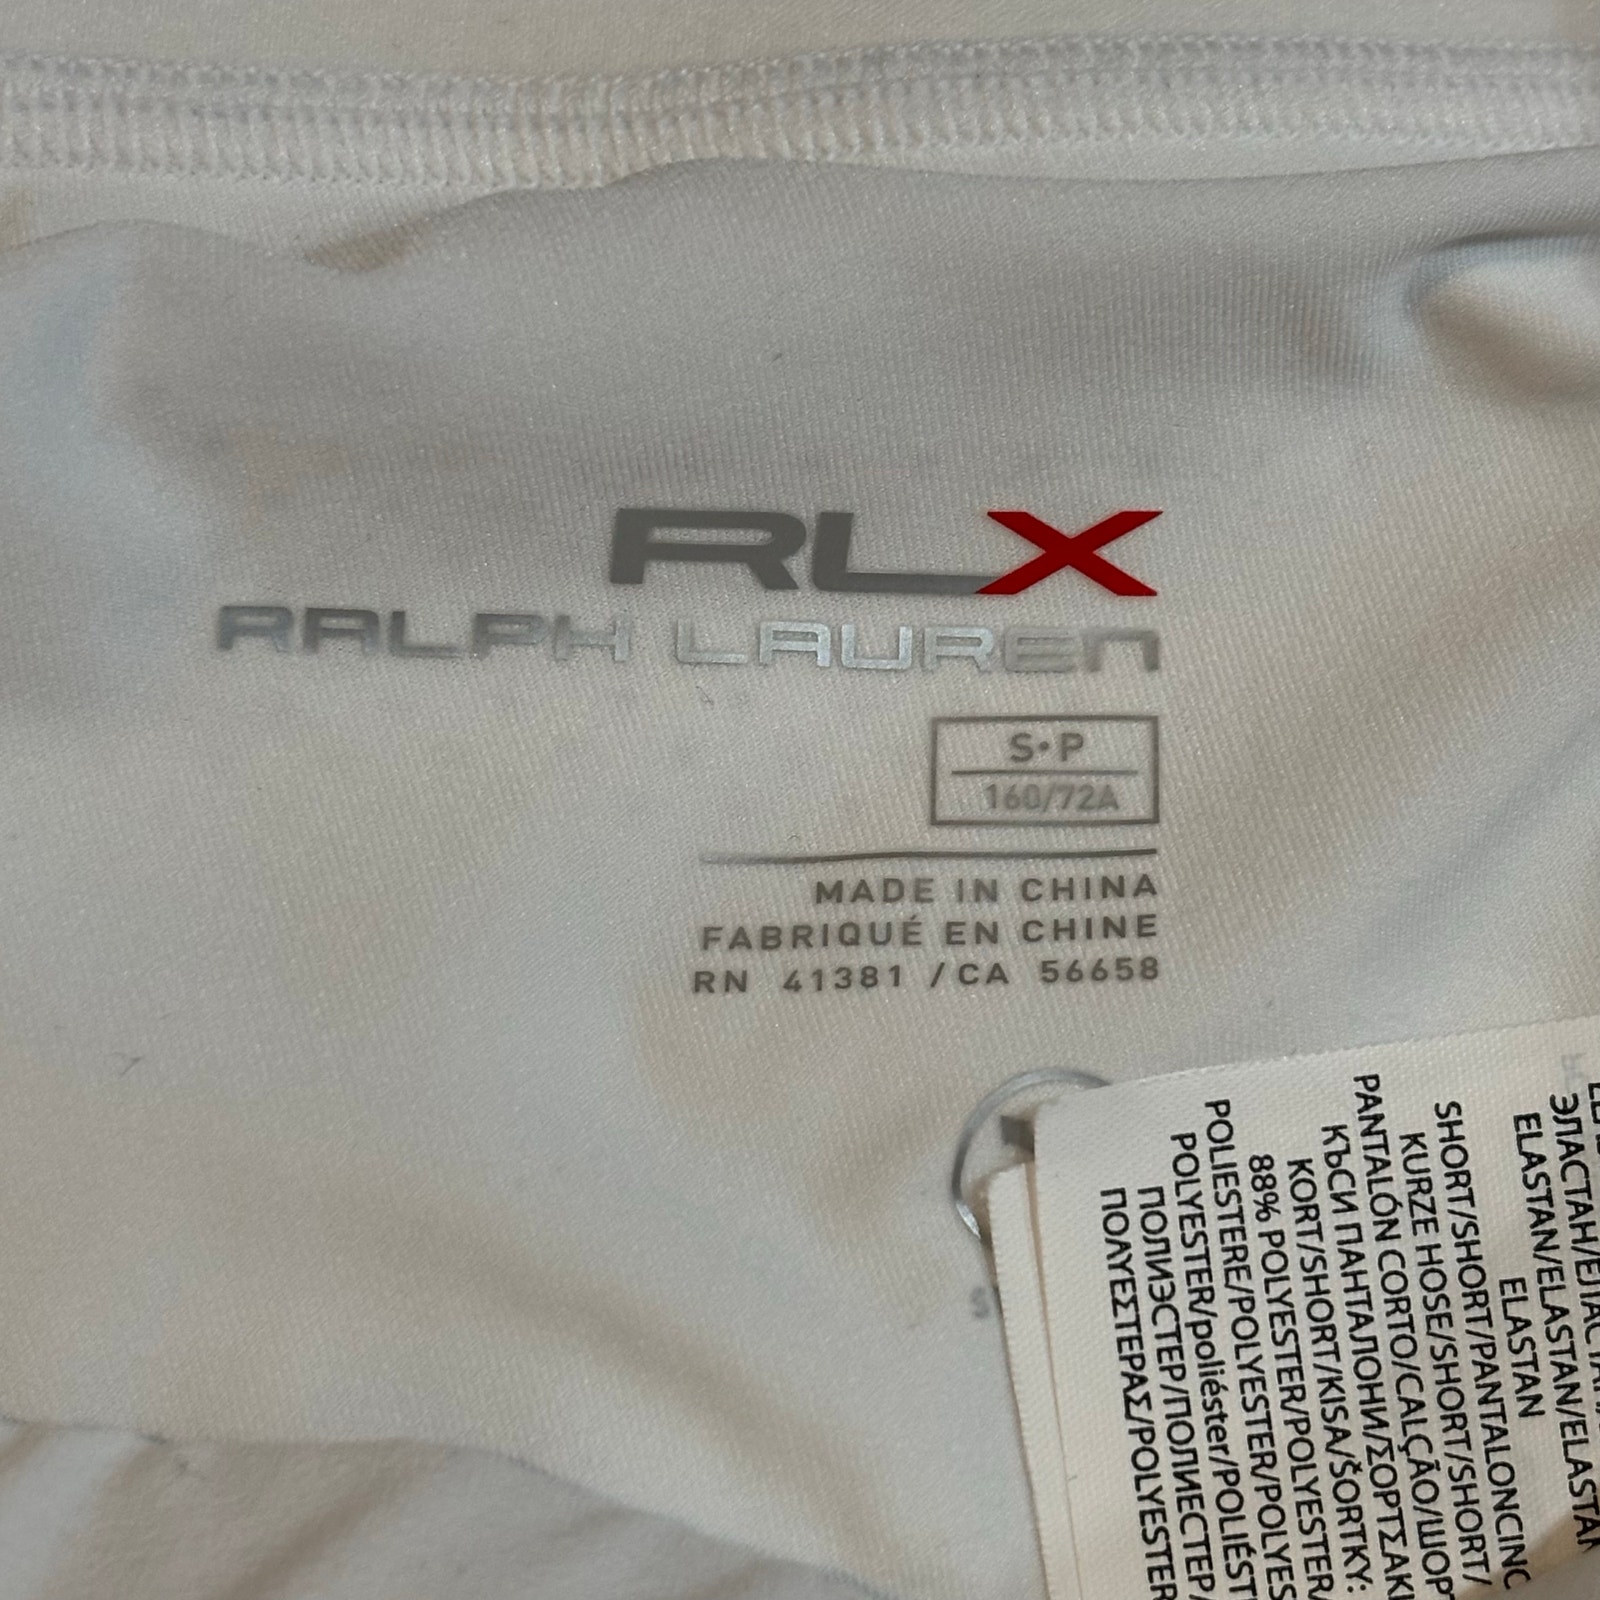 RLX
RALPH LAUREN
S•P
160/72A
MADE IN CHINA
FABRIQUÉ EN CHINE
RN 41381 /CA 56658
S
ЭЛАСТАН/ЕЛАСТАН/
ELASTAN/ELASTAN/ELASTAN
ELASTAN
SHORT/SHORT/PANTALONCINO
KURZE HOSE/SHORT/SHORT/
PANTALÓN CORTO/CALÇÃO/ШОРТ
КЪСИ ПАНТАЛОНИ/ΣΟΡΤΣΑΚΙ
KORT/SHORT/KISA/ŠORTKY:
88% POLYESTER/POLYESTER/
POLIESTERE/POLYESTER/POLYES
POLYESTER/poliéster/POLIÉST
ПОЛИЭСТЕР/ПОЛИЕСТЕР/
ΠΟΛΥΕΣΤΕΡΑΣ/POLYESTER